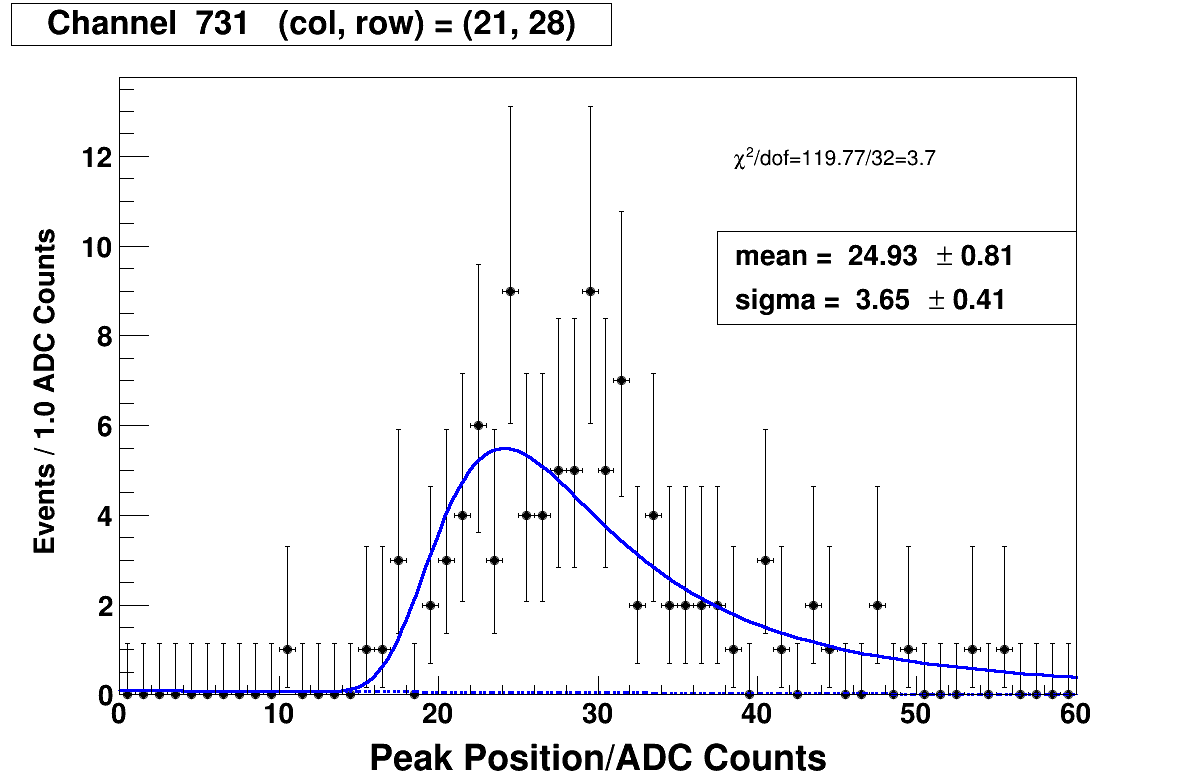 Channel 731 (col, row) = (21, 28)
χ²/dof=119.77/32=3.7
mean = 24.93 ± 0.81
sigma = 3.65 ± 0.41
Events / 1.0 ADC Counts
12
10
8
6
4
2
0
0 10 20 30 40 50 60
Peak Position/ADC Counts